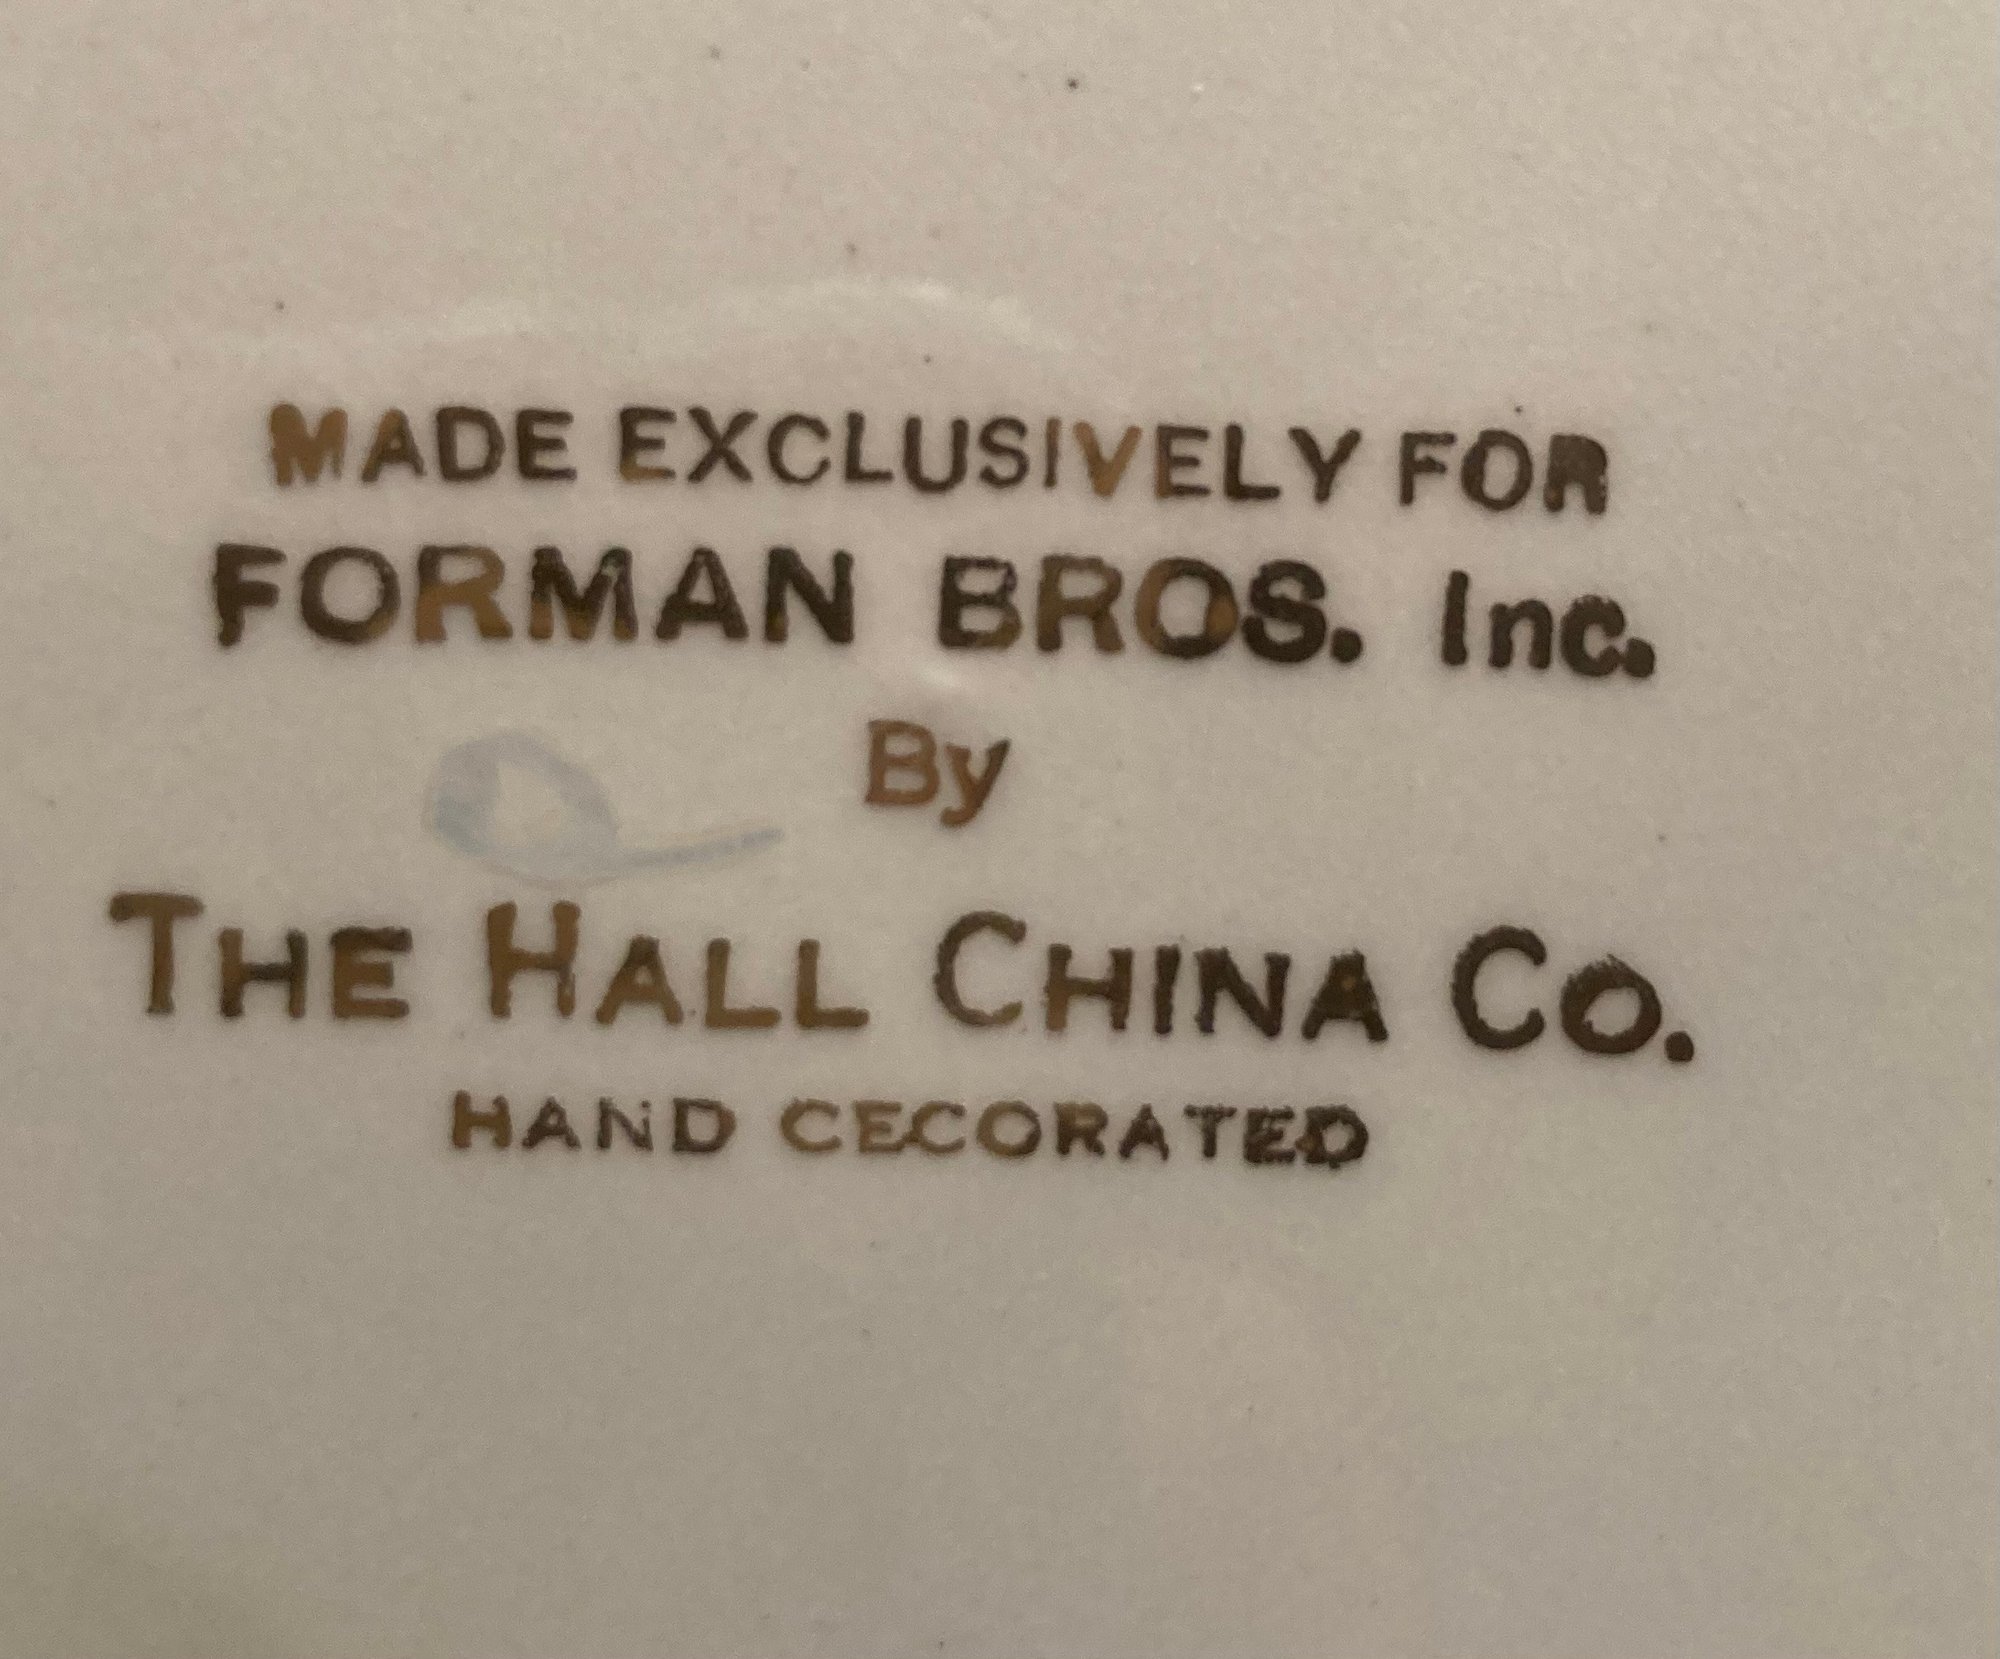 MADE EXCLUSIVELY FOR
FORMAN BROS. Inc.
By
THE HALL CHINA CO.
HAND CECORATED